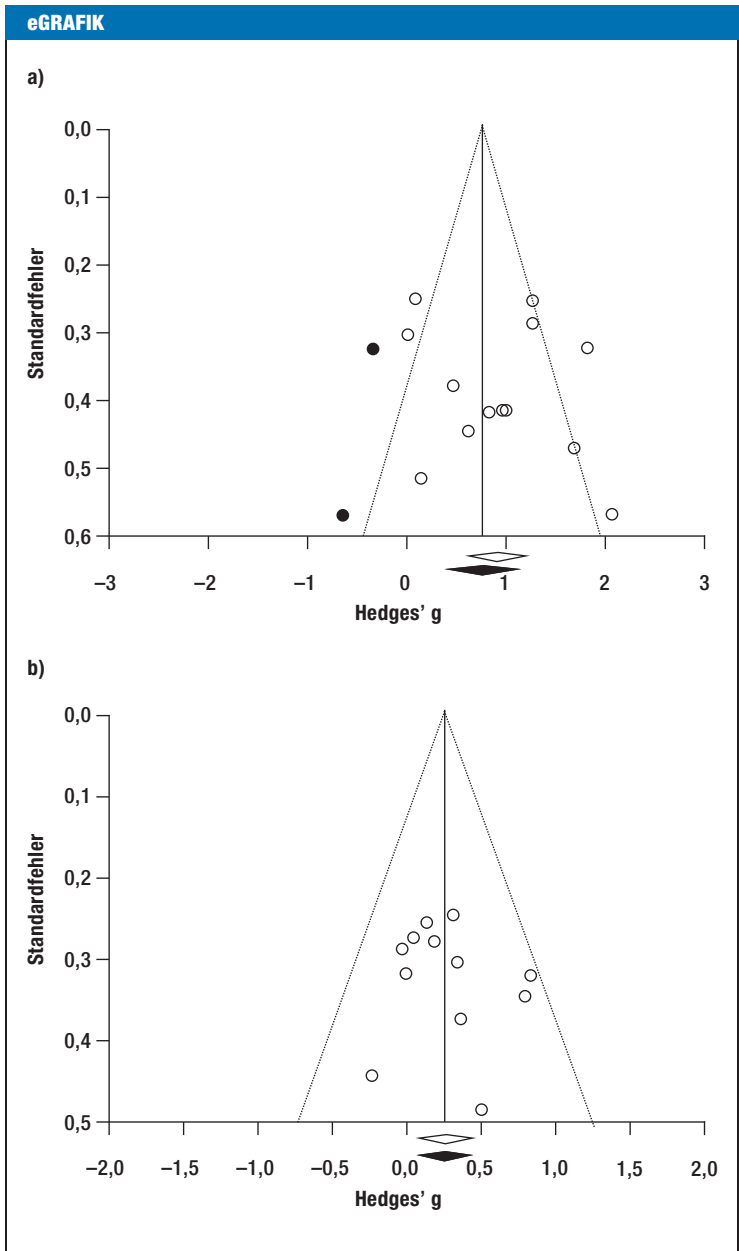 eGRAFIK
a)
Standardfehler
0,0
0,1
0,2
0,3
0,4
0,5
0,6
–3 –2 –1 0 1 2 3
Hedges’ g
b)
Standardfehler
0,0
0,1
0,2
0,3
0,4
0,5
–2,0 –1,5 –1,0 –0,5 0,0 0,5 1,0 1,5 2,0
Hedges’ g